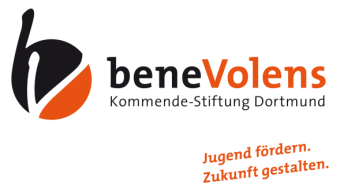 beneVolens
Kommende-Stiftung Dortmund
Jugend fördern.
Zukunft gestalten.